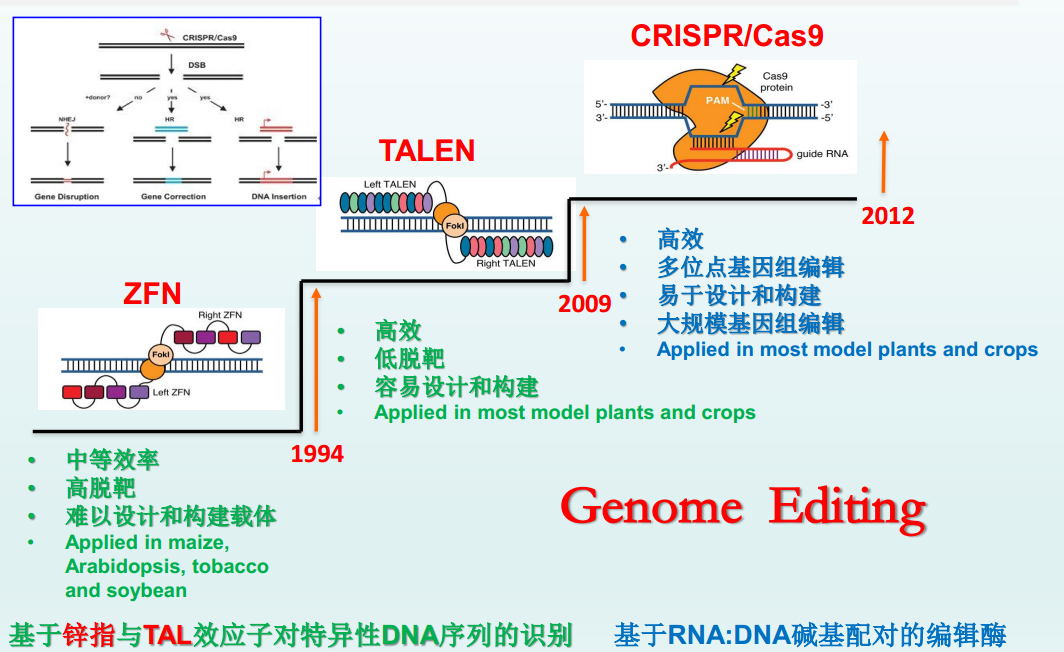 CRISPR/Cas9
DSB
+donor?
no
yes
yes
NHEJ
HR
HR
Gene Disruption
Gene Correction
DNA Insertion
CRISPR/Cas9
Cas9
protein
PAM
5'-
3'-
-3'
-5'
guide RNA
3'-
2012
• 高效
• 多位点基因组编辑
• 易于设计和构建
• 大规模基因组编辑
• Applied in most model plants and crops
TALEN
Left TALEN
FokI
Right TALEN
2009
• 高效
• 低脱靶
• 容易设计和构建
• Applied in most model plants and crops
ZFN
Right ZFN
FokI
Left ZFN
1994
• 中等效率
• 高脱靶
• 难以设计和构建载体
• Applied in maize,
Arabidopsis, tobacco
and soybean
Genome Editing
基于锌指与TAL效应子对特异性DNA序列的识别
基于RNA:DNA碱基配对的编辑酶